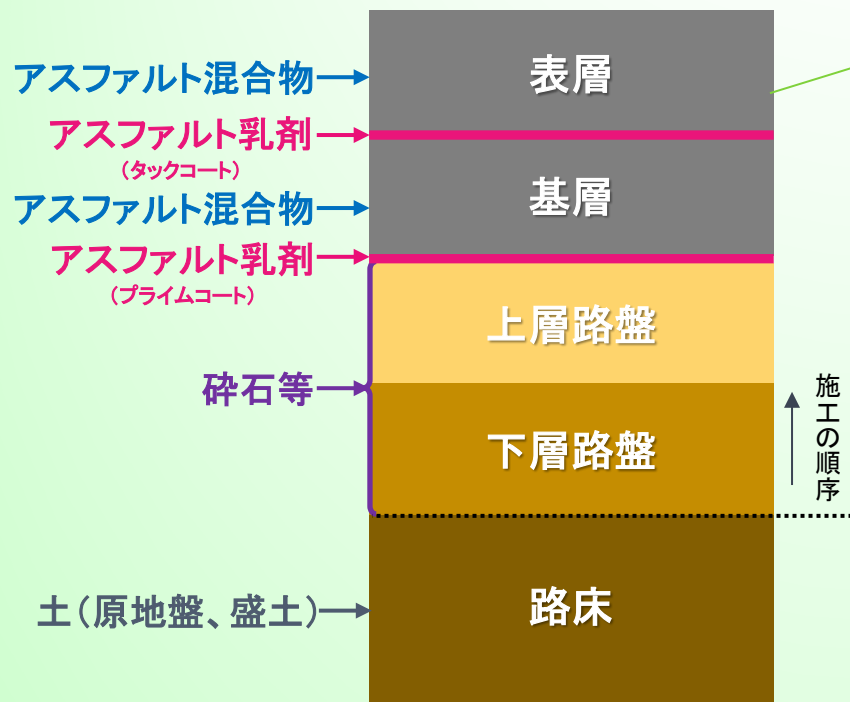 表層
アスファルト混合物
アスファルト乳剤
（タックコート）
基層
アスファルト混合物
アスファルト乳剤
（プライムコート）
上層路盤
砕石等
下層路盤
施工の順序
路床
土（原地盤、盛土）